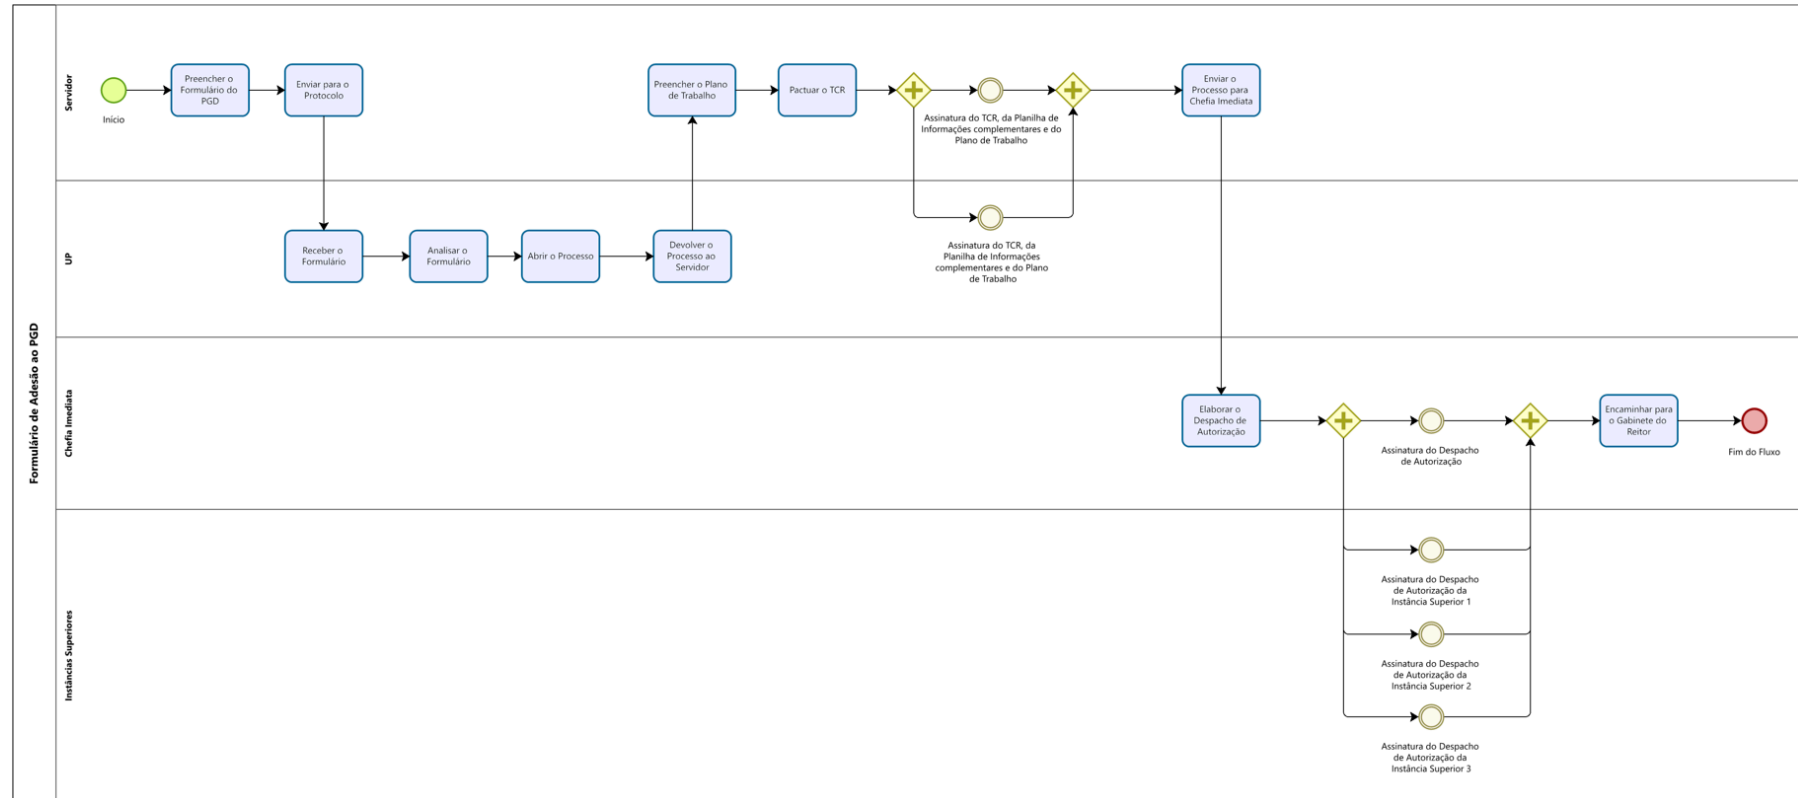 Formulário de Adesão ao PGD
Servidor
Início
Preencher o
Formulário do
PGD
Enviar para o
Protocolo
Preencher o Plano
de Trabalho
Pactuar o TCR
Assinatura do TCR, da Planilha de
Informações complementares e do
Plano de Trabalho
Enviar o
Processo para
Chefia Imediata
UP
Receber o
Formulário
Analisar o
Formulário
Abrir o Processo
Devolver o
Processo ao
Servidor
Assinatura do TCR, da
Planilha de Informações
complementares e do Plano
de Trabalho
Chefia Imediata
Elaborar o
Despacho de
Autorização
Assinatura do Despacho
de Autorização
Encaminhar para
o Gabinete do
Reitor
Fim do Fluxo
Instâncias Superiores
Assinatura do Despacho
de Autorização da
Instância Superior 1
Assinatura do Despacho
de Autorização da
Instância Superior 2
Assinatura do Despacho
de Autorização da
Instância Superior 3